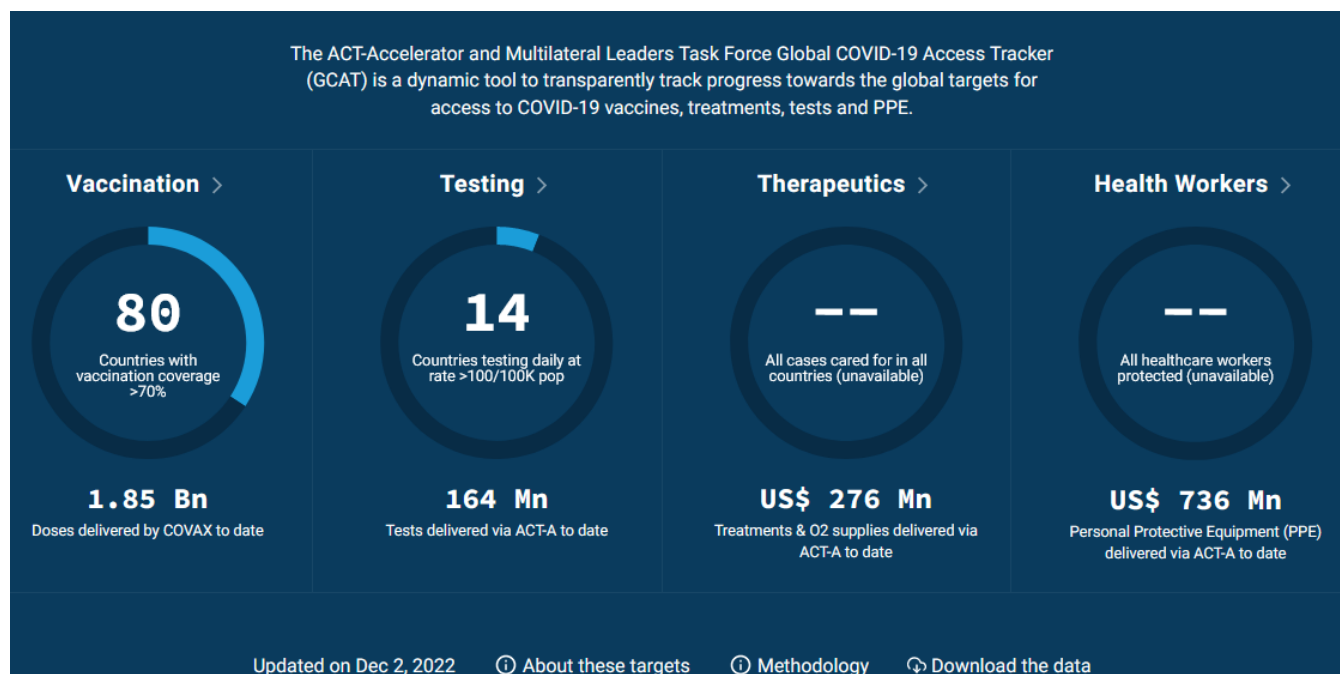 The ACT-Accelerator and Multilateral Leaders Task Force Global COVID-19 Access Tracker
(GCAT) is a dynamic tool to transparently track progress towards the global targets for
access to COVID-19 vaccines, treatments, tests and PPE.
Vaccination >
80
Countries with
vaccination coverage
>70%
1.85 Bn
Doses delivered by COVAX to date
Testing >
14
Countries testing daily at
rate >100/100K pop
164 Mn
Tests delivered via ACT-A to date
Therapeutics >
--
All cases cared for in all
countries (unavailable)
US$ 276 Mn
Treatments & O2 supplies delivered via
ACT-A to date
Health Workers >
--
All healthcare workers
protected (unavailable)
US$ 736 Mn
Personal Protective Equipment (PPE)
delivered via ACT-A to date
Updated on Dec 2, 2022 About these targets Methodology Download the data